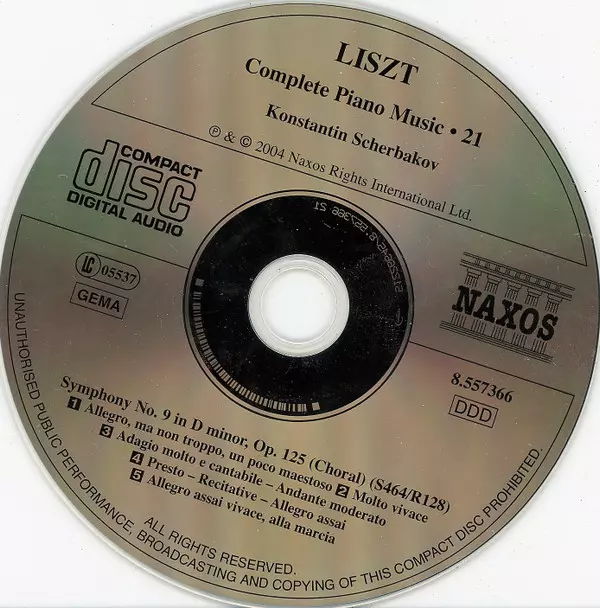 LISZT
Complete Piano Music • 21
Konstantin Scherbakov
℗ & © 2004 Naxos Rights International Ltd.
COMPACT
disc
DIGITAL AUDIO
LC 05537
GEMA
NAXOS
8.557366
DDD
Symphony No. 9 in D minor, Op. 125 (Choral) (S464/R128)
1 Allegro, ma non troppo, un poco maestoso 2 Molto vivace
3 Adagio molto e cantabile – Andante moderato
4 Presto – Recitative – Allegro assai
5 Allegro assai vivace, alla marcia
ALL RIGHTS RESERVED.
UNAUTHORISED PUBLIC PERFORMANCE, BROADCASTING AND COPYING OF THIS COMPACT DISC PROHIBITED.